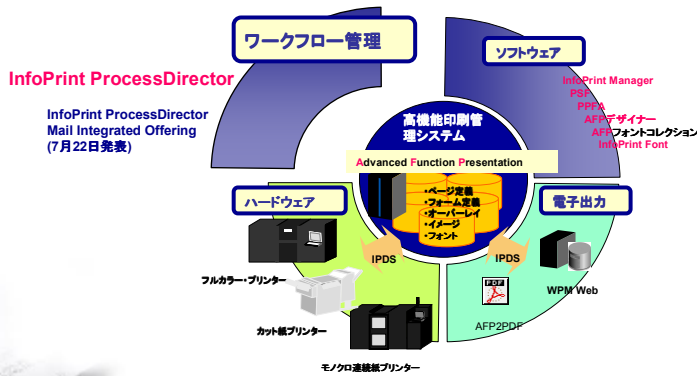 ワークフロー管理
InfoPrint ProcessDirector
InfoPrint ProcessDirector
Mail Integrated Offering
(7月22日発表)
ソフトウェア
InfoPrint Manager
PSF
PPFA
AFPデザイナー
AFPフォントコレクション
InfoPrint Font
高機能印刷管
理システム
Advanced Function Presentation
・ページ定義
・フォーム定義
・オーバーレイ
・イメージ
・フォント
ハードウェア
IPDS
フルカラー・プリンター
カット紙プリンター
モノクロ連続紙プリンター
電子出力
IPDS
WPM Web
PDF
AFP2PDF